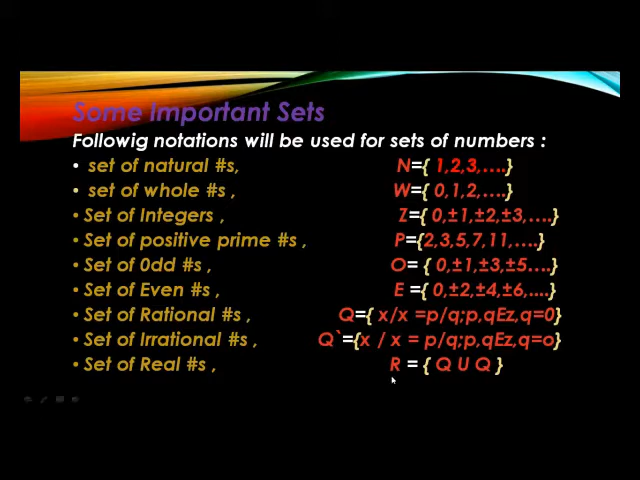 Some Important Sets
Followig notations will be used for sets of numbers :
• set of natural #s, N={ 1,2,3,....}
• set of whole #s , W={ 0,1,2,....}
• Set of Integers , Z={ 0,±1,±2,±3,....}
• Set of positive prime #s , P={2,3,5,7,11,....}
• Set of 0dd #s , O= { 0,±1,±3,±5....}
• Set of Even #s , E ={ 0,±2,±4,±6,....}
• Set of Rational #s , Q={ x/x =p/q;p,qEz,q=0}
• Set of Irrational #s , Q`={x / x = p/q;p,qEz,q=o}
• Set of Real #s , R = { Q U Q }